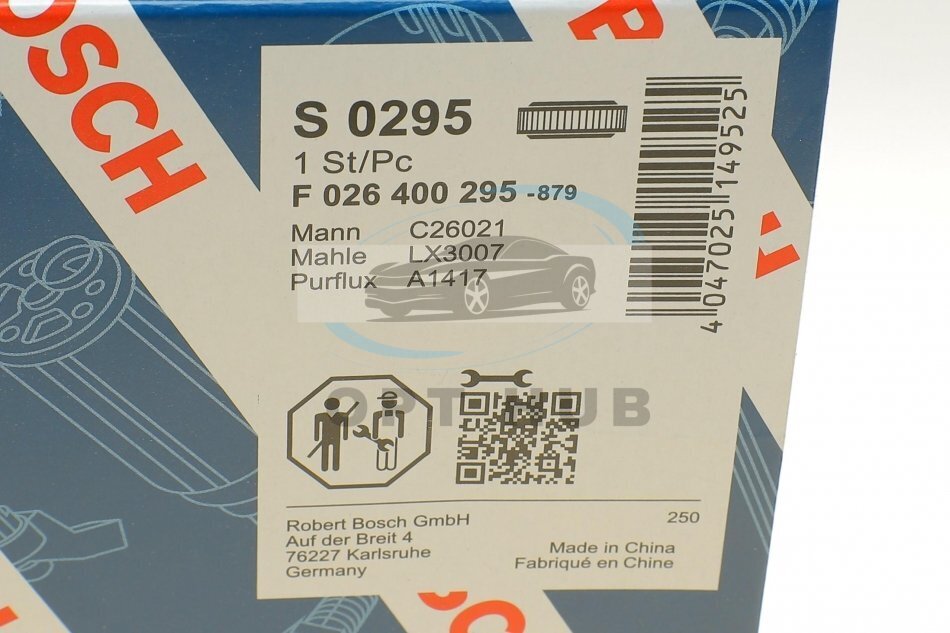 BOSCH
S 0295
1 St/Pc
F 026 400 295 -879
Mann C26021
Mahle LX3007
Purflux A1417
4 047025 149525
OPTHUB
Robert Bosch GmbH
Auf der Breit 4
76227 Karlsruhe
Germany
250
Made in China
Fabriqué en Chine